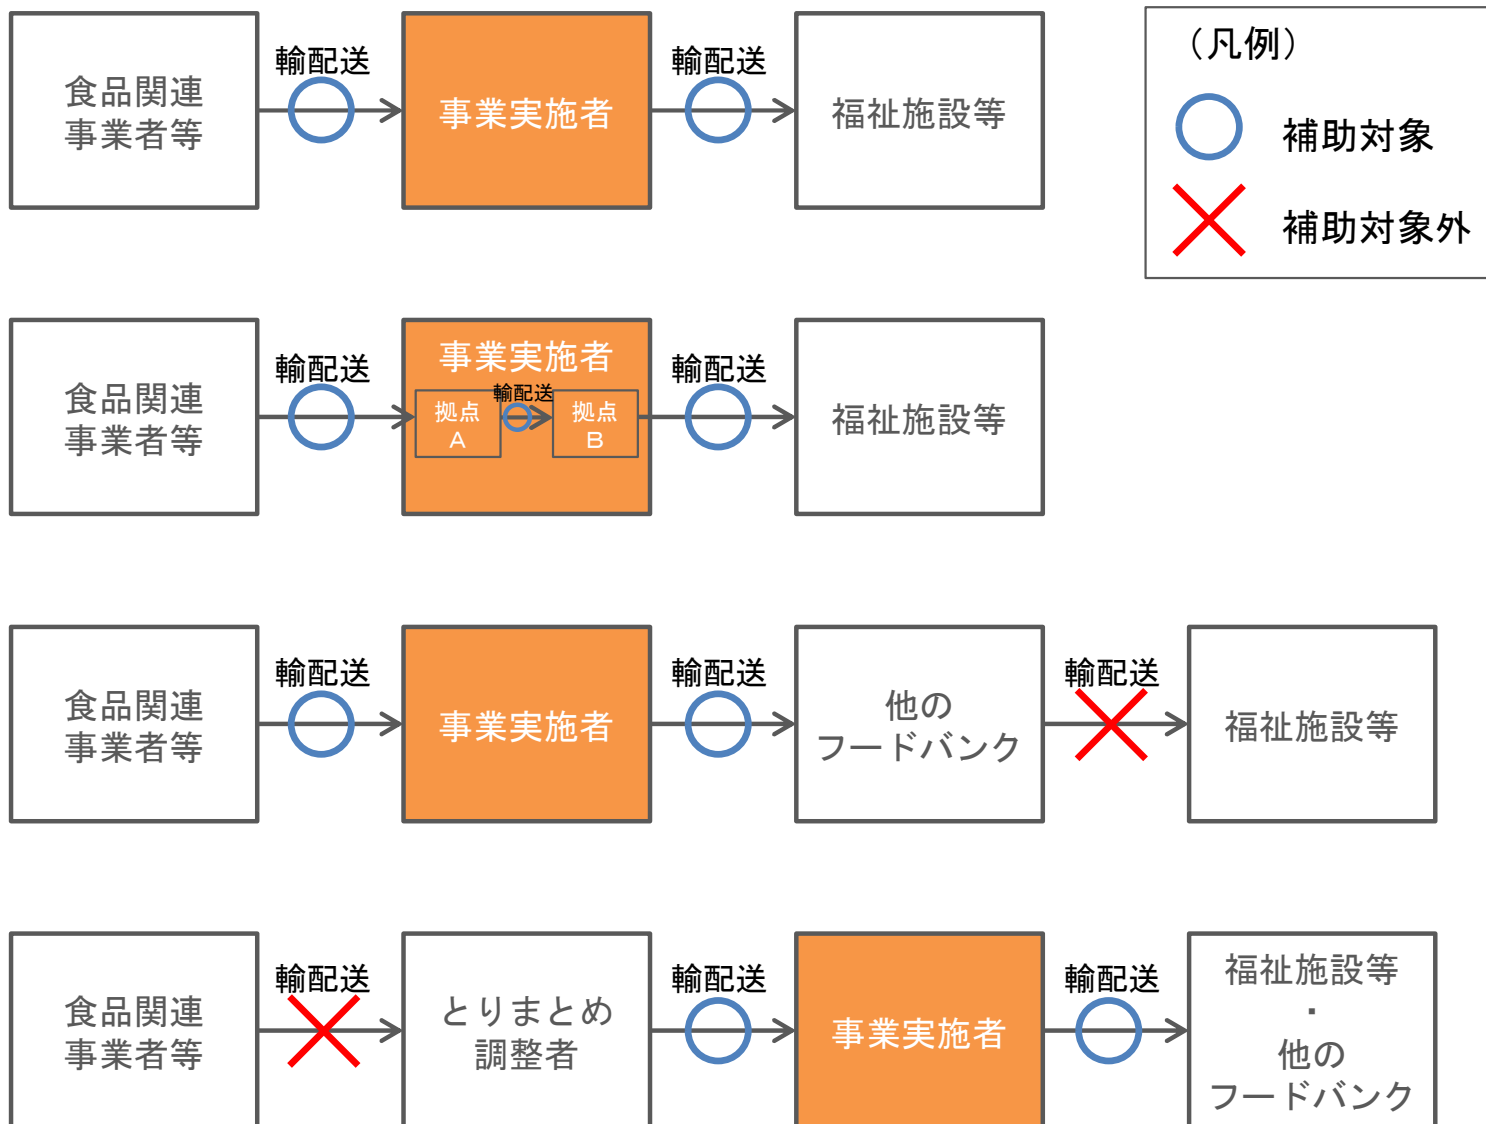 輸配送
輸配送
食品関連
事業者等
事業実施者
福祉施設等
（凡例）
補助対象
補助対象外
輸配送
輸配送
食品関連
事業者等
事業実施者
輸配送
拠点
A
拠点
B
福祉施設等
輸配送
輸配送
輸配送
食品関連
事業者等
事業実施者
他の
フードバンク
福祉施設等
輸配送
輸配送
輸配送
食品関連
事業者等
とりまとめ
調整者
事業実施者
福祉施設等
・
他の
フードバンク